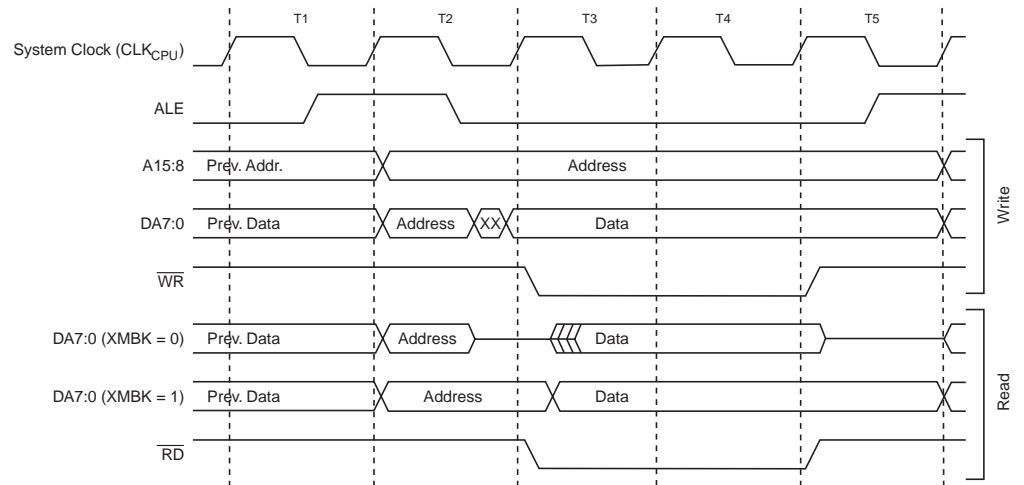 T1 T2 T3 T4 T5
System Clock (CLKCPU)
ALE
A15:8 Prev. Addr. Address
DA7:0 Prev. Data Address XX Data
WR
Write
DA7:0 (XMBK = 0) Prev. Data Address Data
DA7:0 (XMBK = 1) Prev. Data Address Data
RD
Read